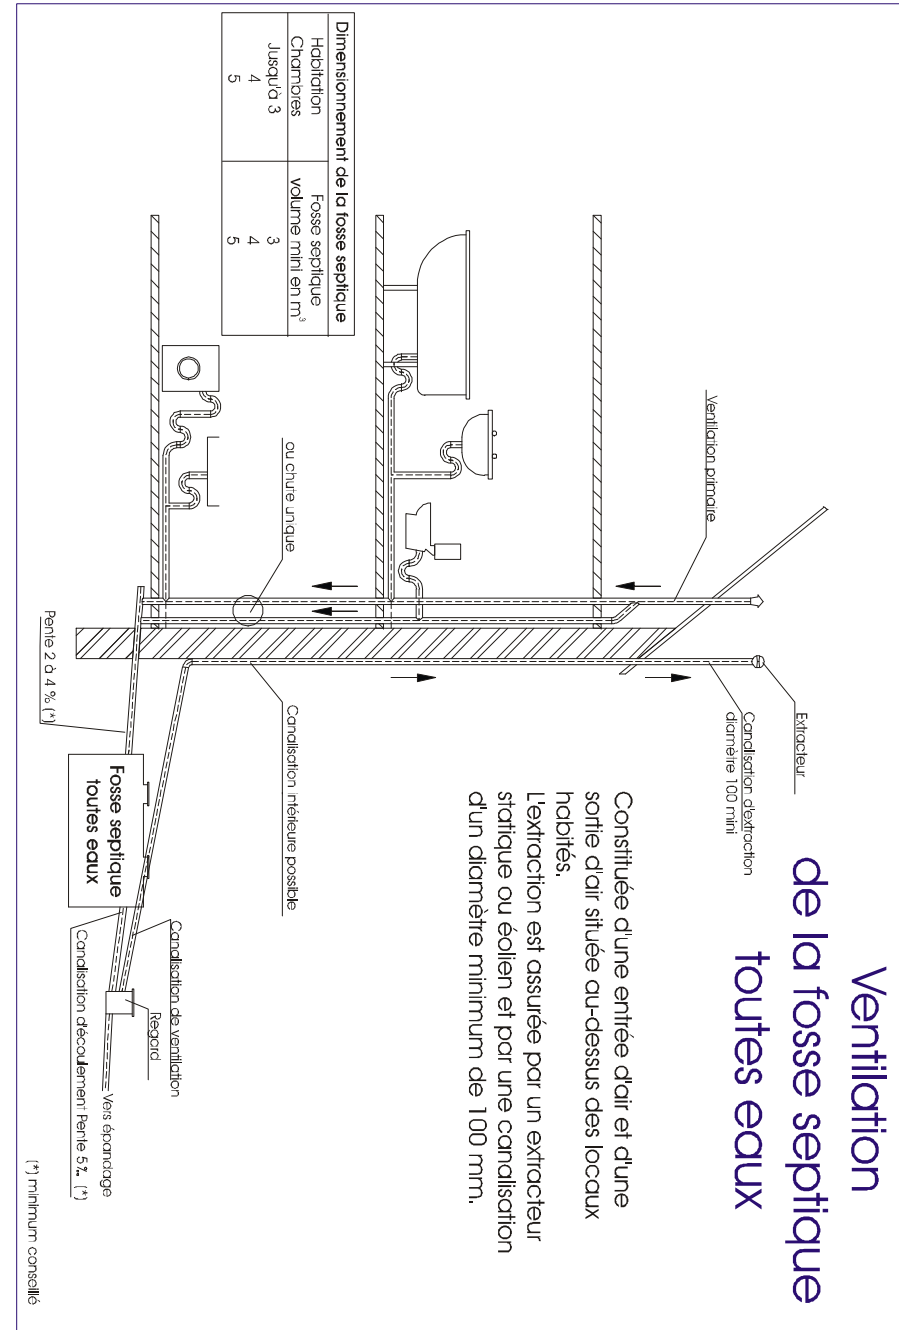 Ventilation
de la fosse septique
toutes eaux
Dimensionnement de la fosse septique
Habitation
Chambres
Fosse septique
volume mini en m³
Jusqu'à 3
3
4
4
5
5
Constituée d'une entrée d'air et d'une
sortie d'air située au-dessus des locaux
habités.
L'extraction est assurée par un extracteur
statique ou éolien et par une canalisation
d'un diamètre minimum de 100 mm.
Ventilation primaire
Extracteur
Canalisation d'extraction
diamètre 100 mini
ou chute unique
Canalisation intérieure possible
Pente 2 à 4 % (*)
Fosse septique
toutes eaux
Canalisation de ventilation
Regard
Vers épandage
Canalisation d'écoulement Pente 5‰ (*)
(*) minimum conseillé